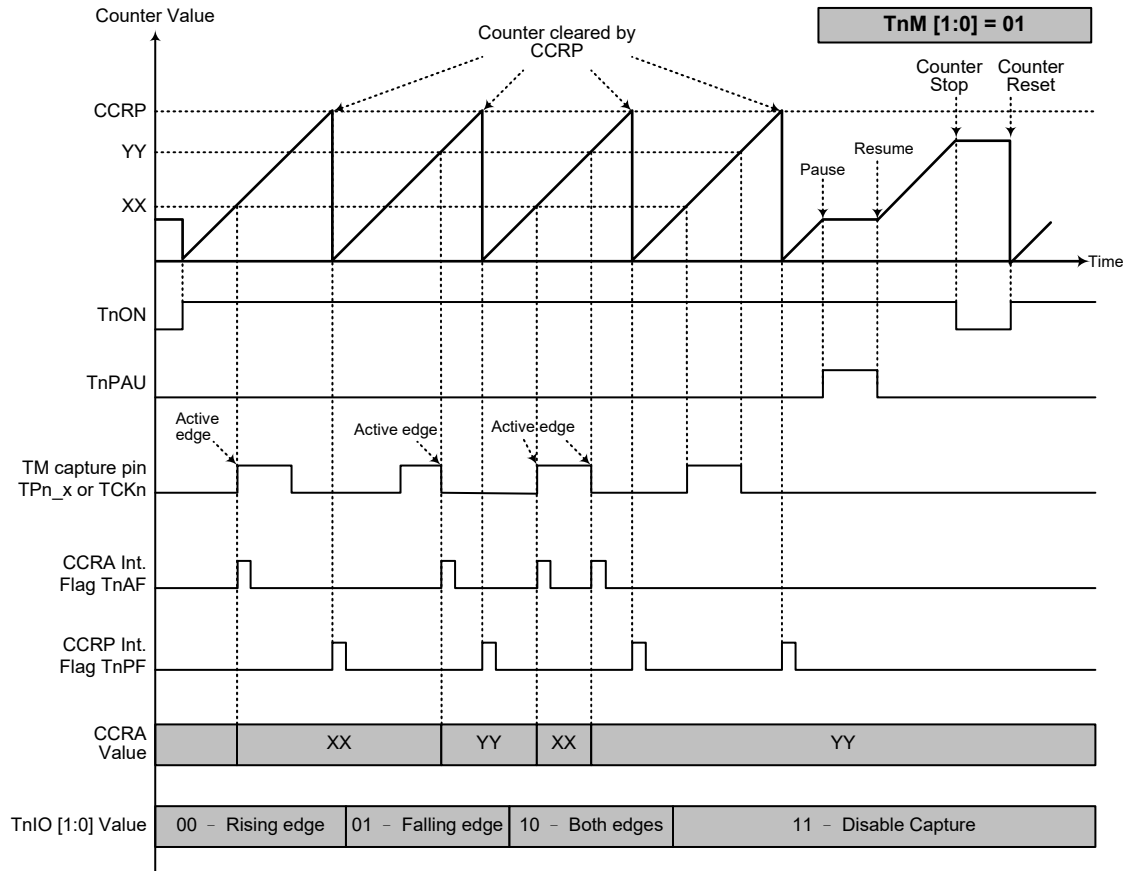 Counter Value
TnM [1:0] = 01
Counter cleared by
CCRP
Counter
Stop
Counter
Reset
CCRP
YY
Resume
Pause
XX
Time
TnON
TnPAU
Active
edge
Active edge
Active edge
TM capture pin
TPn_x or TCKn
CCRA Int.
Flag TnAF
CCRP Int.
Flag TnPF
CCRA
Value
XX
YY
XX
YY
TnIO [1:0] Value
00 – Rising edge
01 – Falling edge
10 – Both edges
11 – Disable Capture